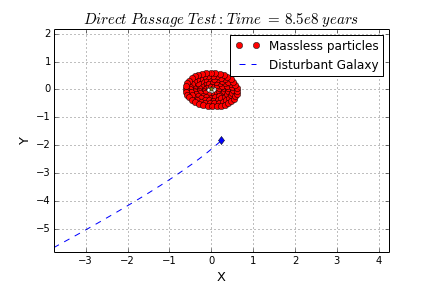 Direct Passage Test : Time = 8.5e8 years
Massless particles
Disturbant Galaxy
Y
2
1
0
−1
−2
−3
−4
−5
−3 −2 −1 0 1 2 3 4
X